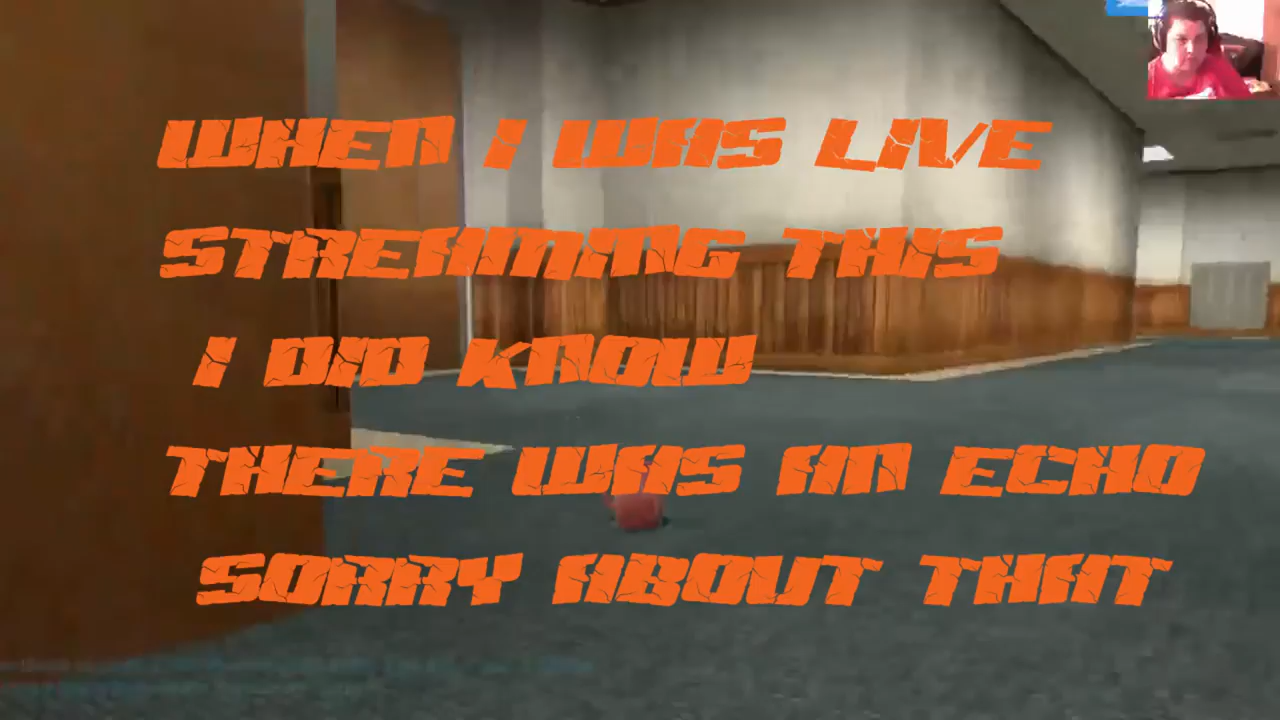 WHEN I WAS LIVE
STREAMING THIS
I DID KNOW
THERE WAS AN ECHO
SORRY ABOUT THAT